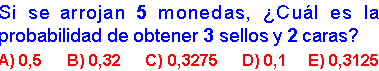 Si se arrojan 5 monedas, ¿Cuál es la
probabilidad de obtener 3 sellos y 2 caras?
A) 0,5 B) 0,32 C) 0,3275 D) 0,1 E) 0,3125